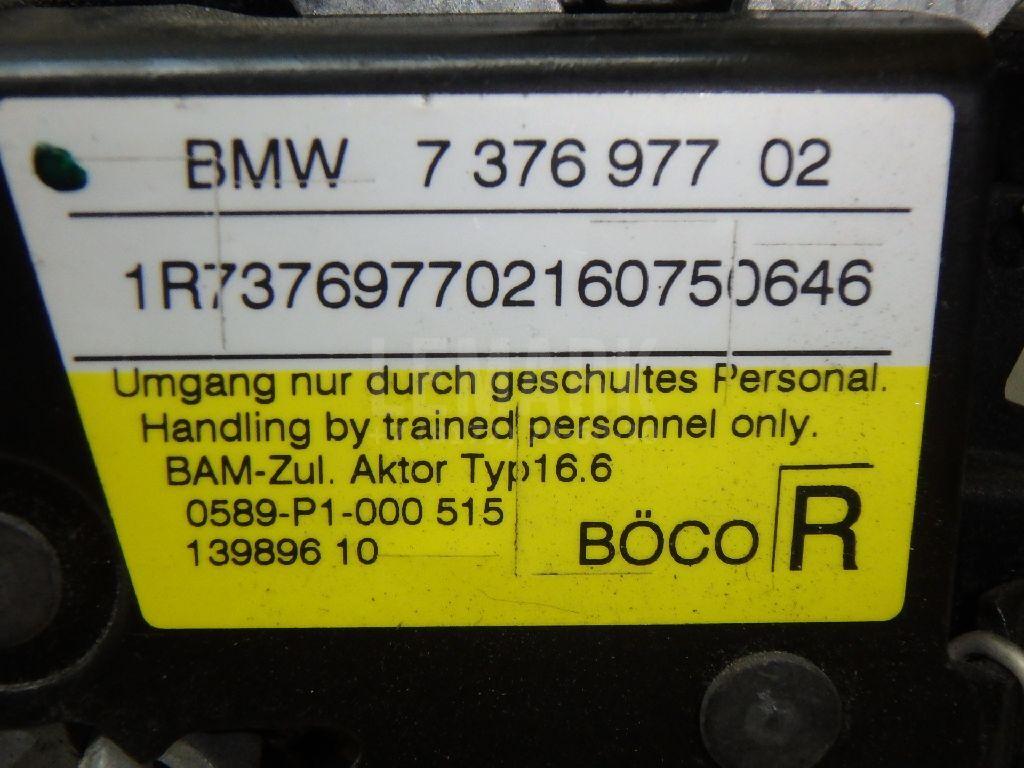 BMW 7 376 977 02
1R737697702160750646
LEMARK
Umgang nur durch geschultes Personal.
Handling by trained personnel only.
BAM-Zul. Aktor Typ16.6
0589-P1-000 515
139896 10
BÖCO R